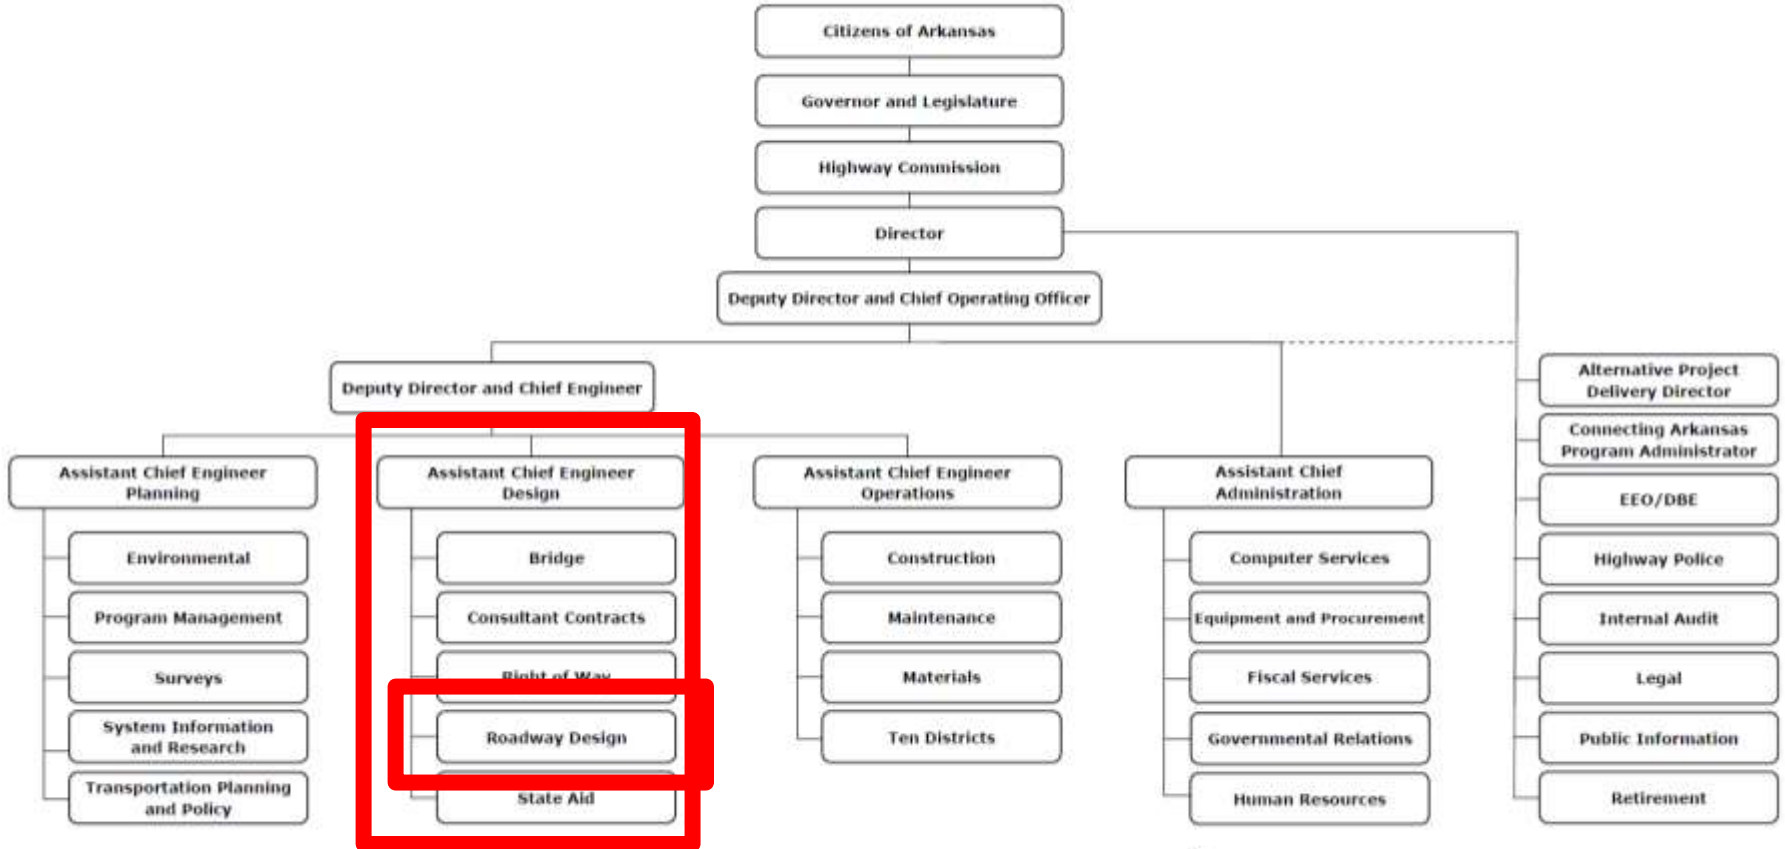 Citizens of Arkansas
Governor and Legislature
Highway Commission
Director
Deputy Director and Chief Operating Officer
Deputy Director and Chief Engineer
Assistant Chief Engineer
Planning
Environmental
Program Management
Surveys
System Information
and Research
Transportation Planning
and Policy
Assistant Chief Engineer
Design
Bridge
Consultant Contracts
Right of Way
Roadway Design
State Aid
Assistant Chief Engineer
Operations
Construction
Maintenance
Materials
Ten Districts
Assistant Chief
Administration
Computer Services
Equipment and Procurement
Fiscal Services
Governmental Relations
Human Resources
Alternative Project
Delivery Director
Connecting Arkansas
Program Administrator
EEO/DBE
Highway Police
Internal Audit
Legal
Public Information
Retirement